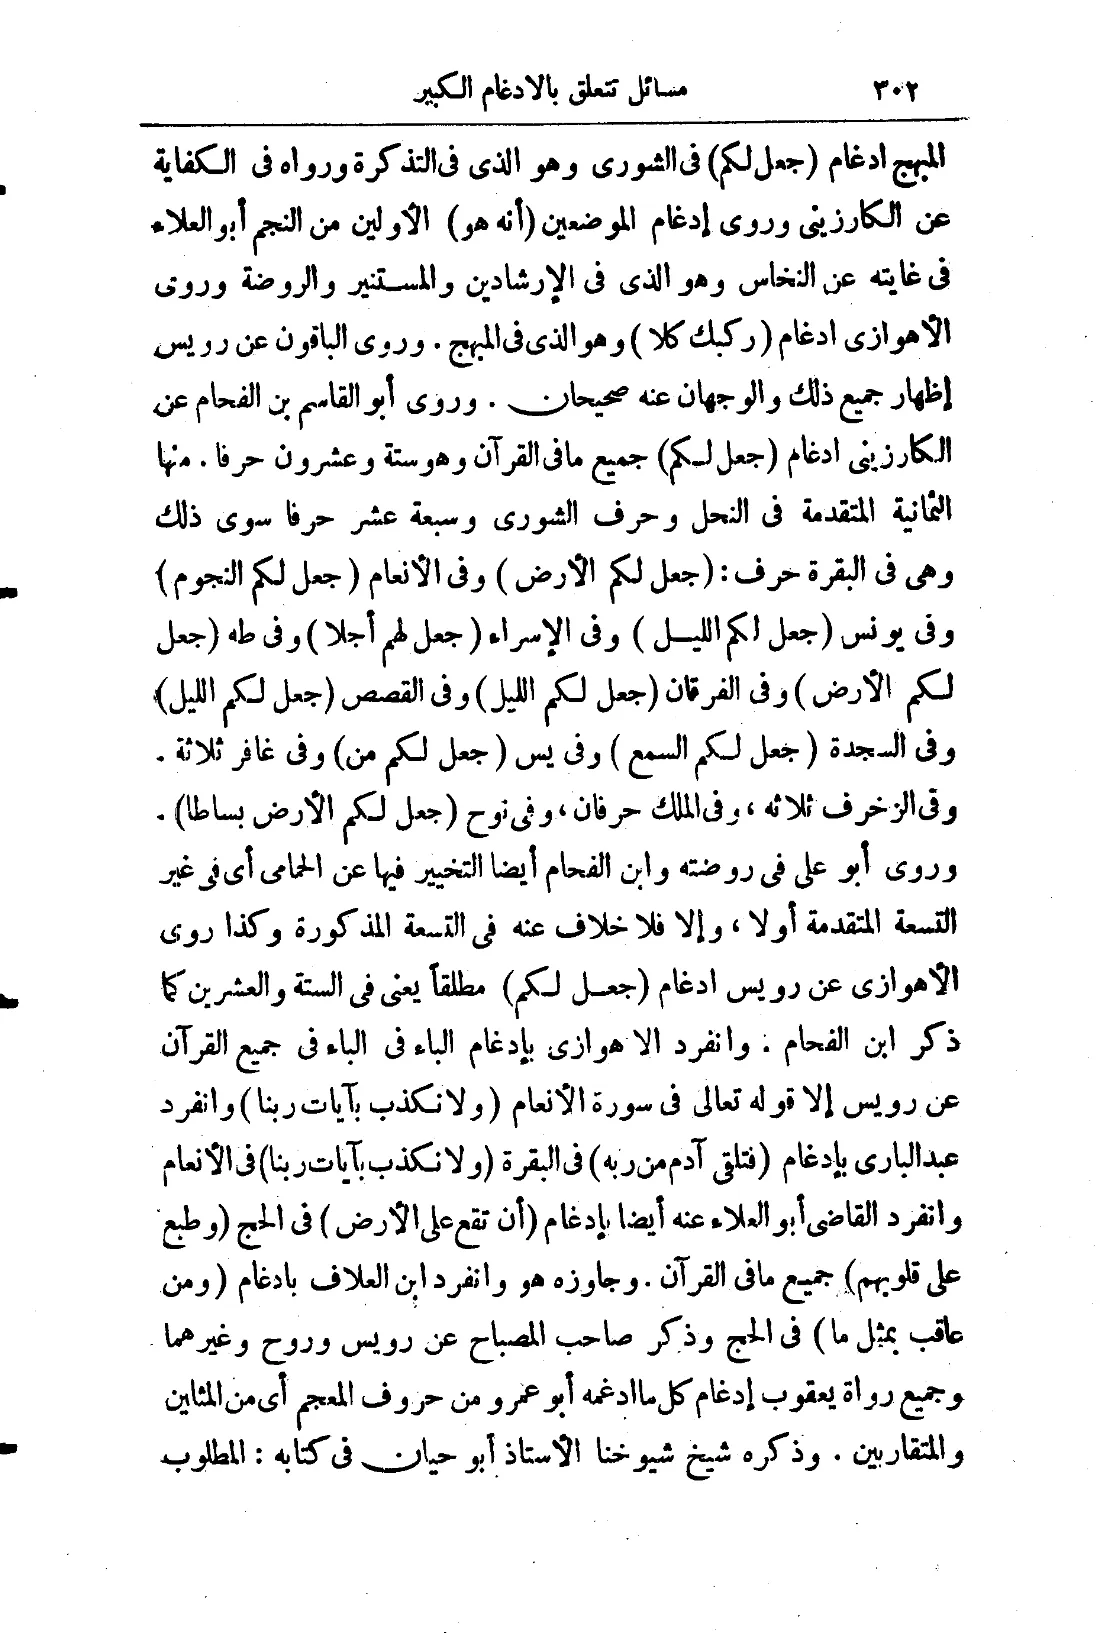 ٣٠٢ مسائل تتعلق بالادغام الكبير
المبهج ادغام (جعل لكم) فى الشورى وهو الذى فى التذكرة ورواه فى الكفاية
عن الكارزينى وروى إدغام الموضعين (أنه هو) الأولين من النجم أبو العلاء
فى غايته عن النخاس وهو الذى فى الإرشادين والمستنير والروضة وروى
الأهوازى ادغام (ركبك كلا) وهو الذى فى المبهج . وروى الباقون عن رويس
إظهار جميع ذلك والوجهان عنه صحيحان . وروى أبو القاسم بن الفحام عن
الكارزينى ادغام (جعل لكم) جميع مافى القرآن وهو ستة وعشرون حرفا . منها
الثمانية المتقدمة فى النحل وحرف الشورى وسبعة عشر حرفا سوى ذلك
وهى فى البقرة حرف : (جعل لكم الأرض) وفى الأنعام (جعل لكم النجوم)
وفى يونس (جعل لكم الليل) وفى الإسراء (جعل لهم أجلا) وفى طه (جعل
لكم الأرض) وفى الفرقان (جعل لكم الليل) وفى القصص (جعل لكم الليل)
وفى السجدة (جعل لكم السمع) وفى يس (جعل لكم من) وفى غافر ثلاثة .
وفى الزخرف ثلاثه ، وفى الملك حرفان ، وفى نوح (جعل لكم الأرض بساطا) .
وروى أبو على فى روضته وابن الفحام أيضا التخيير فيها عن الحمامى أى فى غير
التسعة المتقدمة أولا ، وإلا فلا خلاف عنه فى التسعة المذكورة وكذا روى
الأهوازى عن رويس ادغام (جعل لكم) مطلقاً يعنى فى الستة والعشرين كما
ذكر ابن الفحام . وانفرد الاهوازى بإدغام الباء فى الباء فى جميع القرآن
عن رويس إلا قوله تعالى فى سورة الأنعام (ولا نكذب بآيات ربنا) وانفرد
عبد البارى بإدغام (فتلقى آدم من ربه) فى البقرة (ولا نكذب بآيات ربنا) فى الأنعام
وانفرد القاضى أبو العلاء عنه أيضا بإدغام (أن تقع على الأرض) فى الحج (وطبع
على قلوبهم) جميع مافى القرآن . وجاوزه هو وانفرد ابن العلاف بادغام (ومن
عاقب بمثل ما) فى الحج وذكر صاحب المصباح عن رويس وروح وغيرهما
وجميع رواة يعقوب إدغام كل ما ادغمه أبو عمرو من حروف المعجم أى من المثلين
والمتقاربين . وذكره شيخ شيوخنا الأستاذ أبو حيان فى كتابه : المطلوب